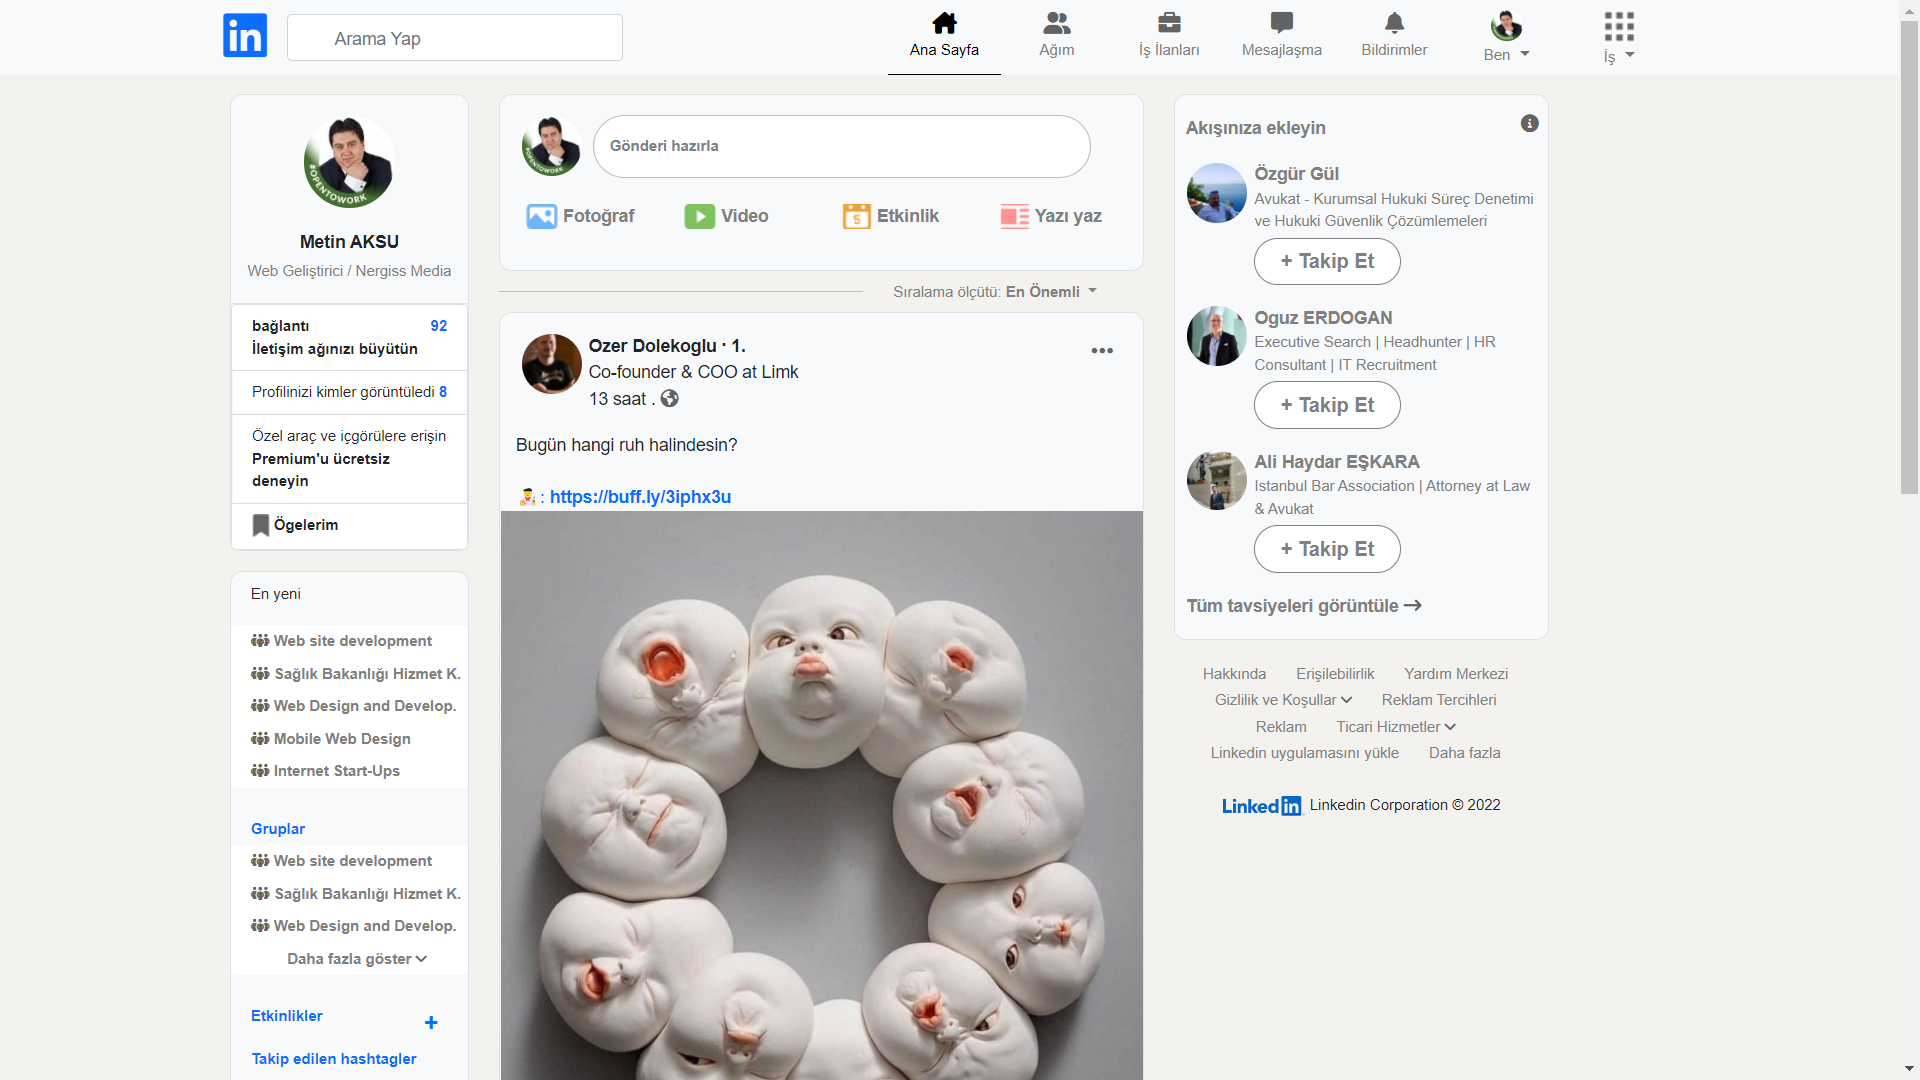 in
Arama Yap
Ana Sayfa
Ağım
İş İlanları
Mesajlaşma
Bildirimler
Ben
İş
#OPENTOWORK
Metin AKSU
Web Geliştirici / Nergiss Media
bağlantı 92
İletişim ağınızı büyütün
Profilinizi kimler görüntüledi 8
Özel araç ve içgörülere erişin
Premium'u ücretsiz
deneyin
Ögelerim
En yeni
Web site development
Sağlık Bakanlığı Hizmet K.
Web Design and Develop.
Mobile Web Design
Internet Start-Ups
Gruplar
Web site development
Sağlık Bakanlığı Hizmet K.
Web Design and Develop.
Daha fazla göster
Etkinlikler +
Takip edilen hashtagler
#OPENTOWORK
Gönderi hazırla
Fotoğraf
Video
5 Etkinlik
Yazı yaz
Sıralama ölçütü: En Önemli
Ozer Dolekoglu · 1.
Co-founder & COO at Limk
13 saat .
Bugün hangi ruh halindesin?
: https://buff.ly/3iphx3u
Akışınıza ekleyin
Özgür Gül
Avukat - Kurumsal Hukuki Süreç Denetimi
ve Hukuki Güvenlik Çözümlemeleri
+ Takip Et
Oguz ERDOGAN
Executive Search | Headhunter | HR
Consultant | IT Recruitment
+ Takip Et
Ali Haydar EŞKARA
Istanbul Bar Association | Attorney at Law
& Avukat
+ Takip Et
Tüm tavsiyeleri görüntüle →
Hakkında Erişilebilirlik Yardım Merkezi
Gizlilik ve Koşullar Reklam Tercihleri
Reklam Ticari Hizmetler
Linkedin uygulamasını yükle Daha fazla
Linkedin Linkedin Corporation © 2022